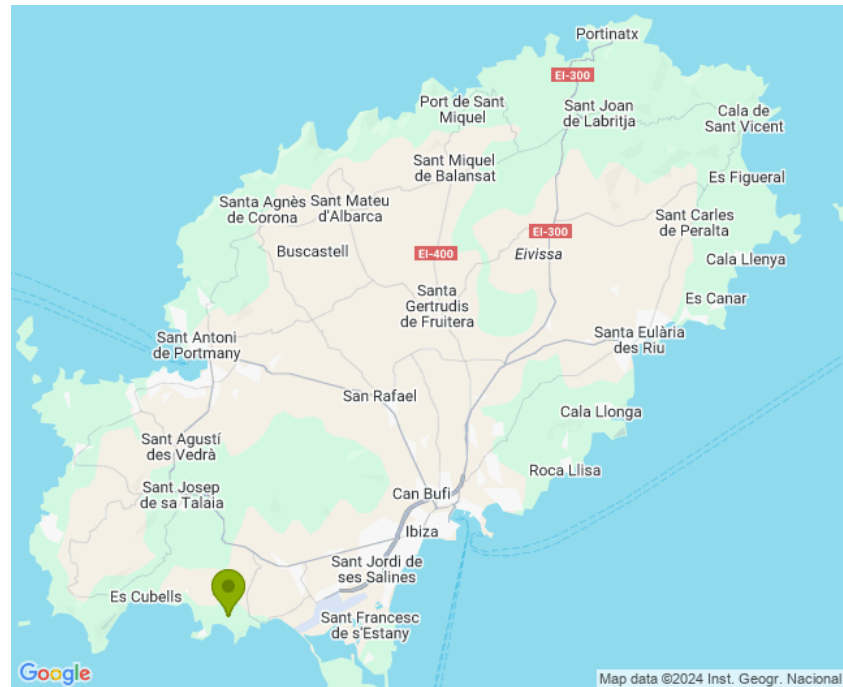 Portinatx
EI-300
Port de Sant
Miquel
Sant Joan
de Labritja
Cala de
Sant Vicent
Sant Miquel
de Balansat
Es Figueral
Santa Agnès
de Corona
Sant Mateu
d'Albarca
Sant Carles
de Peralta
EI-300
Buscastell
EI-400
Eivissa
Cala Llenya
Santa
Gertrudis
de Fruitera
Es Canar
Sant Antoni
de Portmany
Santa Eulària
des Riu
San Rafael
Cala Llonga
Sant Agustí
des Vedrà
Roca Llisa
Sant Josep
de sa Talaia
Can Bufi
Ibiza
Sant Jordi de
ses Salines
Es Cubells
Sant Francesc
de s'Estany
Google
Map data ©2024 Inst. Geogr. Nacional